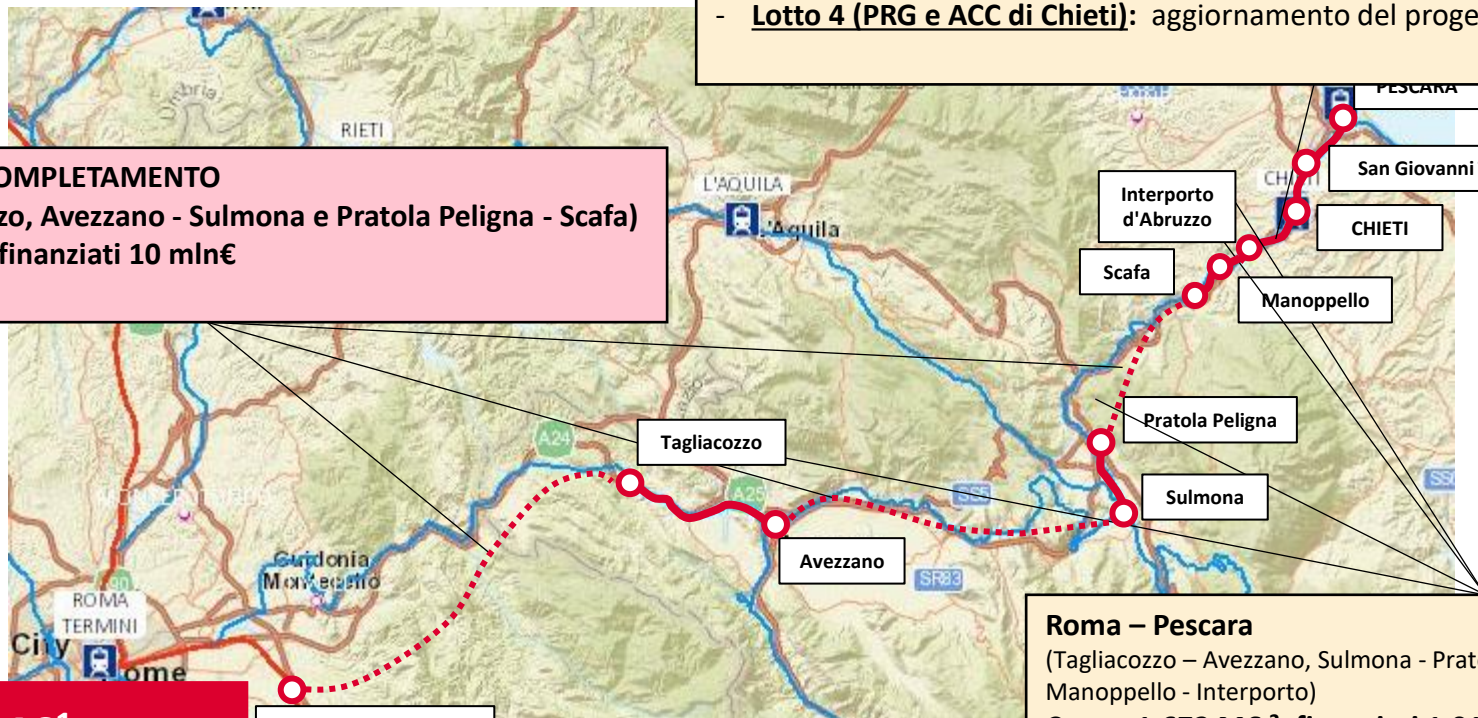 - Lotto 4 (PRG e ACC di Chieti): aggiornamento del proge
PESCARA
RIETI
OMPLETAMENTO
zo, Avezzano - Sulmona e Pratola Peligna - Scafa)
finanziati 10 mln€
San Giovanni
L'AQUILA
L'Aquila
Interporto
d'Abruzzo
CHIETI
Scafa
Manoppello
Tagliacozzo
Pratola Peligna
A24
A25
SS5
Sulmona
Avezzano
SR83
Guidonia
Montecelio
ROMA
TERMINI
City
Rome
Roma – Pescara
(Tagliacozzo – Avezzano, Sulmona - Prat
Manoppello - Interporto)